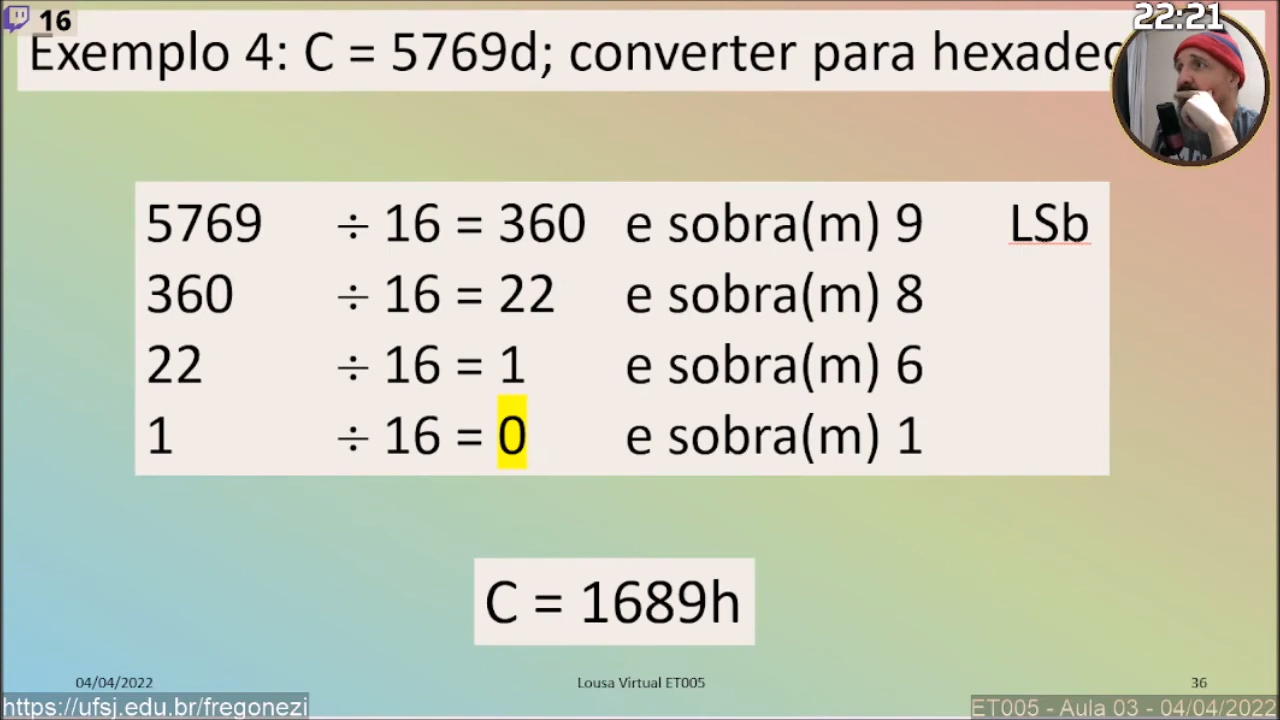 16
22:21
Exemplo 4: C = 5769d; converter para hexadec
5769 ÷ 16 = 360 e sobra(m) 9 LSb
360 ÷ 16 = 22 e sobra(m) 8
22 ÷ 16 = 1 e sobra(m) 6
1 ÷ 16 = 0 e sobra(m) 1
C = 1689h
04/04/2022 Lousa Virtual ET005 36
https://ufsj.edu.br/fregonezi ET005 - Aula 03 - 04/04/2022